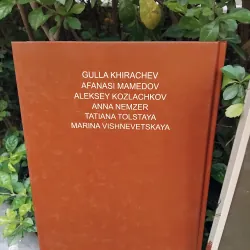 GULLA KHIRACHEV
AFANASI MAMEDOV
ALEKSEY KOZLACHKOV
ANNA NEMZER
TATIANA TOLSTAYA
MARINA VISHNEVETSKAYA